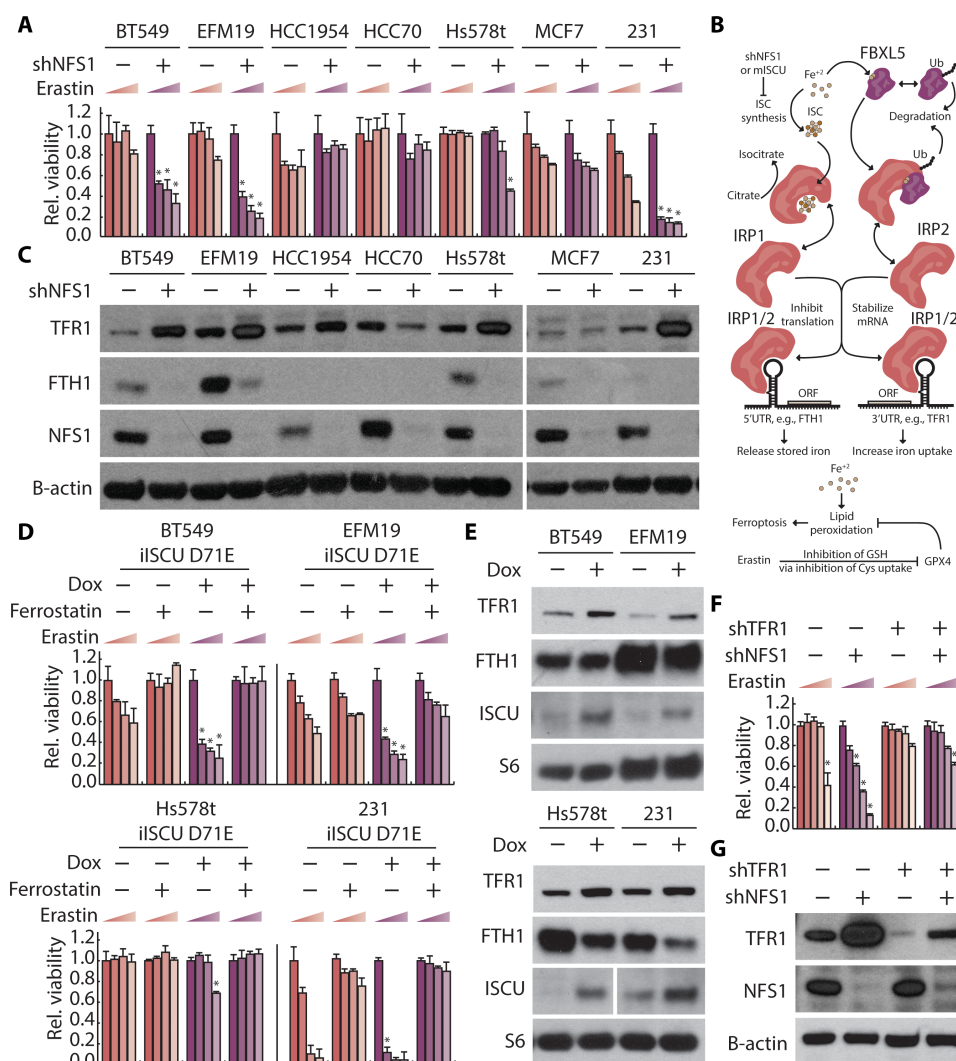 A
BT549 EFM19 HCC1954 HCC70 Hs578t MCF7 231
shNFS1 – + – + – + – + – + – + – +
Erastin
Rel. viability
1.2
1.0
0.8
0.6
0.4
0.2
0.0
* * * * * * * * * *
B
shNFS1
or mISCU
ISC
synthesis
Fe+2
ISC
FBXL5
Ub
Degradation
Ub
Isocitrate
Citrate
IRP1
IRP2
Inhibit
translation
Stabilize
mRNA
IRP1/2
IRP1/2
ORF
ORF
5'UTR, e.g., FTH1
3'UTR, e.g., TFR1
Release stored iron
Increase iron uptake
Fe+2
Ferroptosis
Lipid
peroxidation
Erastin
Inhibition of GSH
via inhibition of Cys uptake
GPX4
C
BT549 EFM19 HCC1954 HCC70 Hs578t MCF7 231
shNFS1 – + – + – + – + – + – + – +
TFR1
FTH1
NFS1
B-actin
D
BT549
iISCU D71E
EFM19
iISCU D71E
Dox – – + + – – + +
Ferrostatin – + – + – + – +
Erastin
Rel. viability
1.2
1.0
0.8
0.6
0.4
0.2
0.0
* * * * * *
Hs578t
iISCU D71E
231
iISCU D71E
Dox – – + + – – + +
Ferrostatin – + – + – + – +
Erastin
Rel. viability
1.2
1.0
0.8
0.6
0.4
0.2
0.0
* *
E
BT549 EFM19
Dox – + – +
TFR1
FTH1
ISCU
S6
Hs578t 231
Dox – + – +
TFR1
FTH1
ISCU
S6
F
shTFR1 – – + +
shNFS1 – + – +
Erastin
Rel. viability
1.2
1.0
0.8
0.6
0.4
0.2
0.0
* * * * * *
G
shTFR1 – – + +
shNFS1 – + – +
TFR1
NFS1
B-actin